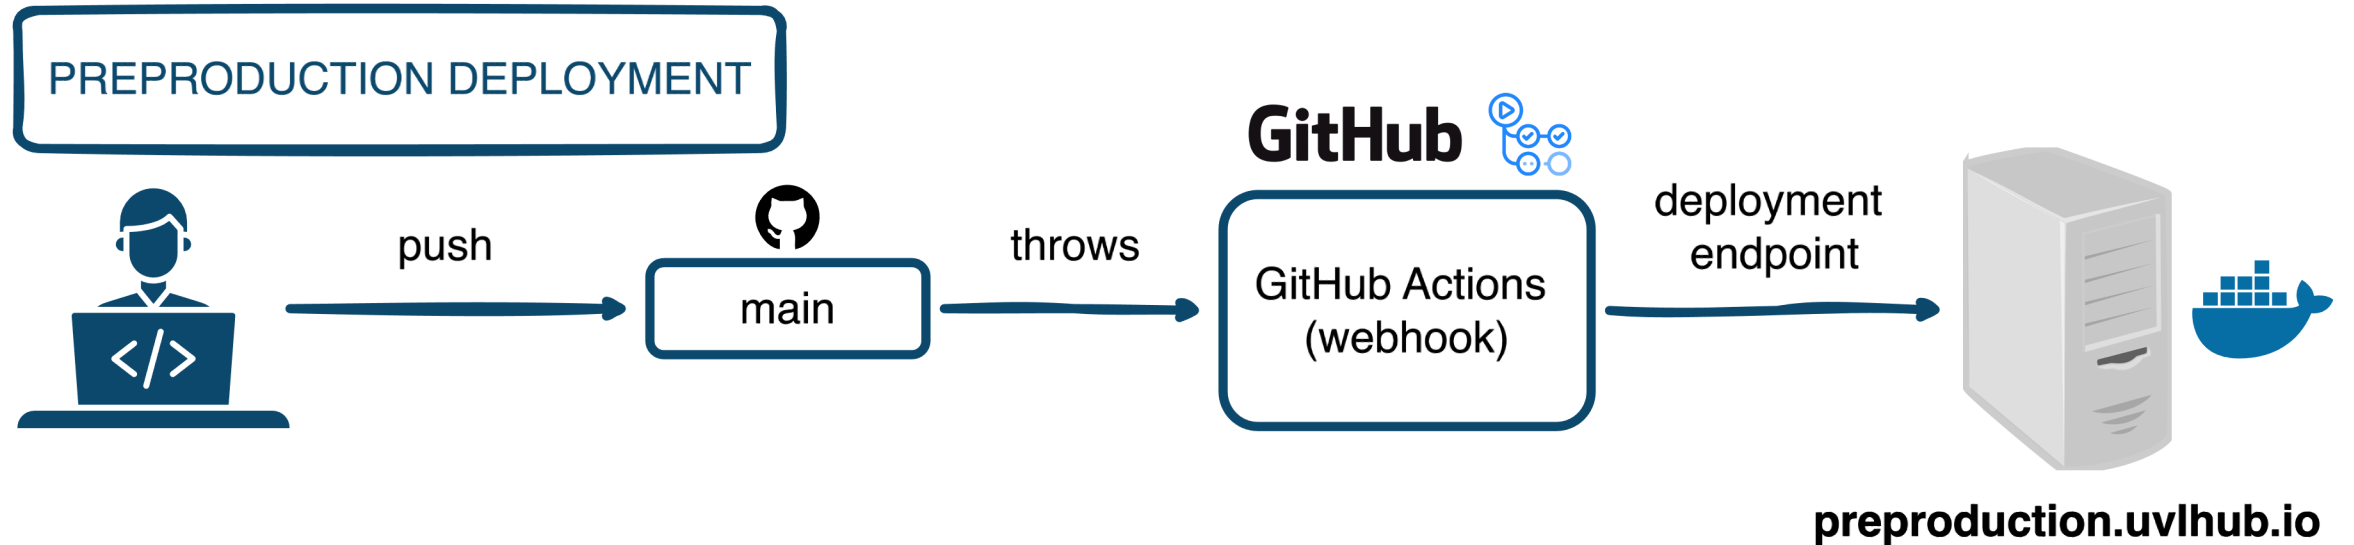 PREPRODUCTION DEPLOYMENT
GitHub
push
main
throws
GitHub Actions
(webhook)
deployment
endpoint
</>
preproduction.uvlhub.io